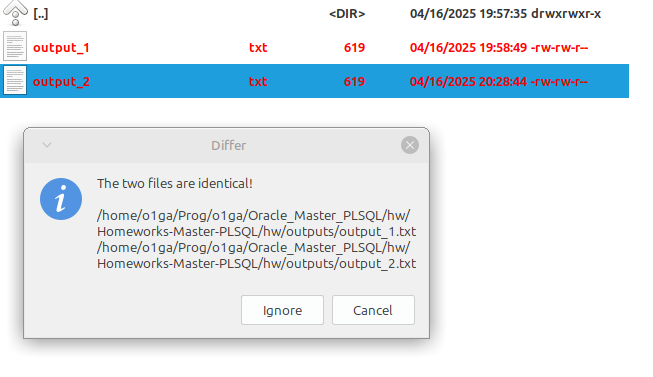 [..] <DIR> 04/16/2025 19:57:35 drwxrwxr-x
output_1 txt 619 04/16/2025 19:58:49 -rw-rw-r--
output_2 txt 619 04/16/2025 20:28:44 -rw-rw-r--
Differ
The two files are identical!
/home/o1ga/Prog/o1ga/Oracle_Master_PLSQL/hw/
Homeworks-Master-PLSQL/hw/outputs/output_1.txt
/home/o1ga/Prog/o1ga/Oracle_Master_PLSQL/hw/
Homeworks-Master-PLSQL/hw/outputs/output_2.txt
Ignore Cancel